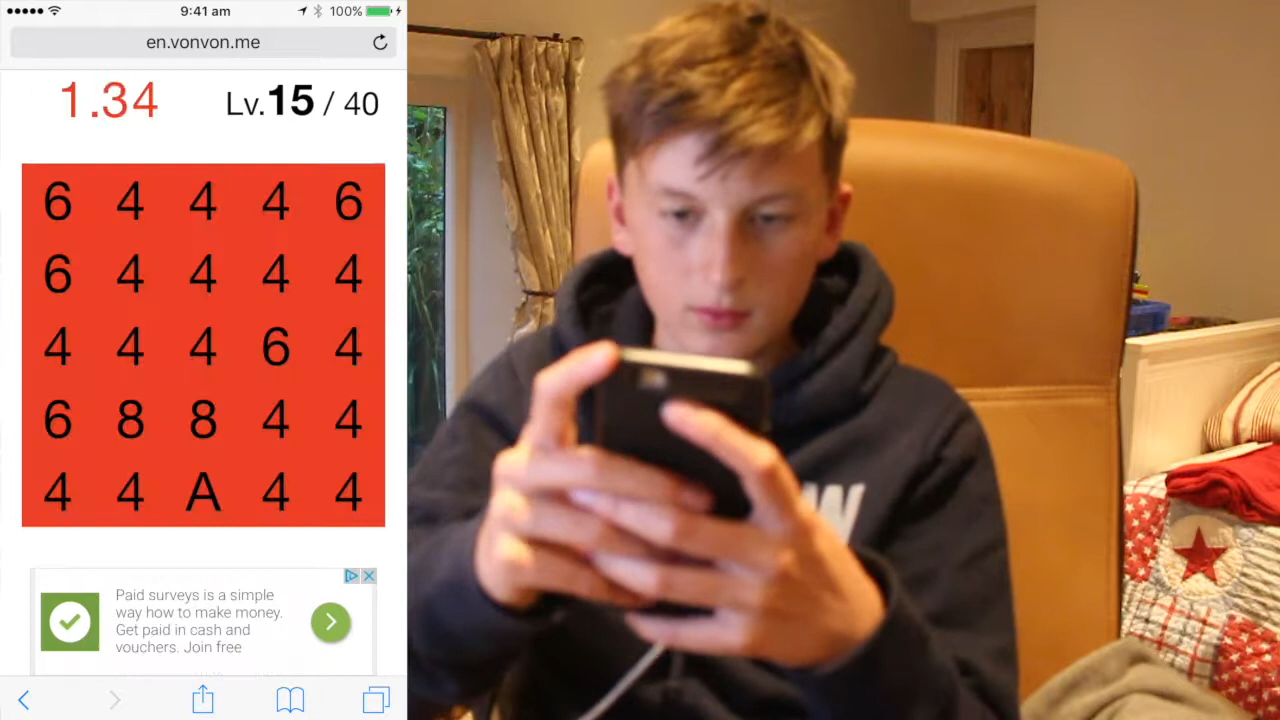 9:41 am
100%
en.vonvon.me
1.34
Lv.15 / 40
6 4 4 4 6
6 4 4 4 4
4 4 4 6 4
6 8 8 4 4
4 4 A 4 4
Paid surveys is a simple
way how to make money.
Get paid in cash and
vouchers. Join free
W